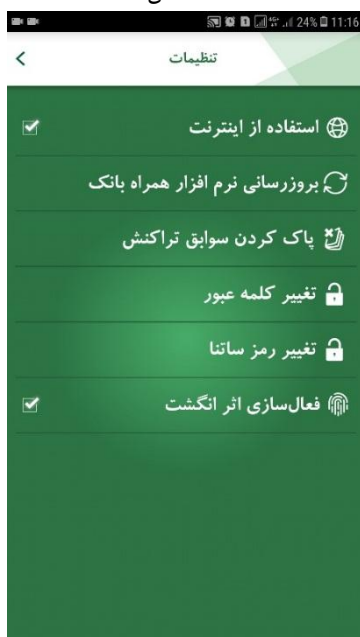 24% 11:16
تنظیمات
استفاده از اینترنت
بروزرسانی نرم افزار همراه بانک
پاک کردن سوابق تراکنش
تغییر کلمه عبور
تغییر رمز ساتنا
فعال‌سازی اثر انگشت